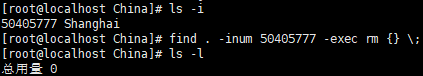 [root@localhost China]# ls -i
50405777 Shanghai
[root@localhost China]# find . -inum 50405777 -exec rm {} \;
[root@localhost China]# ls -l
总用量 0